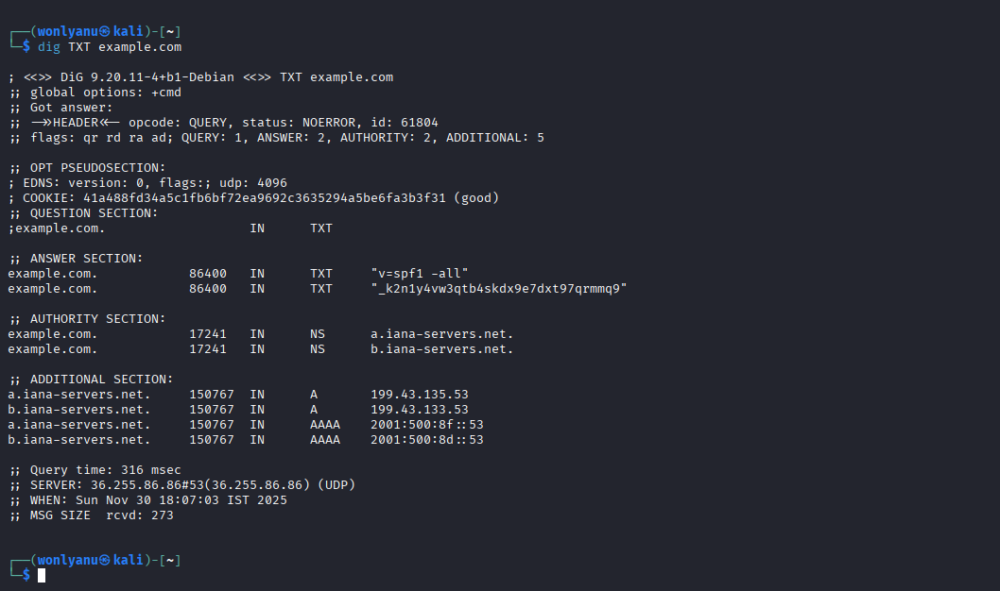 ┌──(wonlyanu㉿kali)-[~]
└─$ dig TXT example.com

; <<>> DiG 9.20.11-4+b1-Debian <<>> TXT example.com
;; global options: +cmd
;; Got answer:
;; ->>HEADER<<- opcode: QUERY, status: NOERROR, id: 61804
;; flags: qr rd ra ad; QUERY: 1, ANSWER: 2, AUTHORITY: 2, ADDITIONAL: 5

;; OPT PSEUDOSECTION:
; EDNS: version: 0, flags:; udp: 4096
; COOKIE: 41a488fd34a5c1fb6bf72ea9692c3635294a5be6fa3b3f31 (good)
;; QUESTION SECTION:
;example.com.                   IN      TXT

;; ANSWER SECTION:
example.com.            86400   IN      TXT     "v=spf1 -all"
example.com.            86400   IN      TXT     "_k2n1y4vw3qtb4skdx9e7dxt97qrmmq9"

;; AUTHORITY SECTION:
example.com.            17241   IN      NS      a.iana-servers.net.
example.com.            17241   IN      NS      b.iana-servers.net.

;; ADDITIONAL SECTION:
a.iana-servers.net.     150767  IN      A       199.43.135.53
b.iana-servers.net.     150767  IN      A       199.43.133.53
a.iana-servers.net.     150767  IN      AAAA    2001:500:8f::53
b.iana-servers.net.     150767  IN      AAAA    2001:500:8d::53

;; Query time: 316 msec
;; SERVER: 36.255.86.86#53(36.255.86.86) (UDP)
;; WHEN: Sun Nov 30 18:07:03 IST 2025
;; MSG SIZE  rcvd: 273

┌──(wonlyanu㉿kali)-[~]
└─$